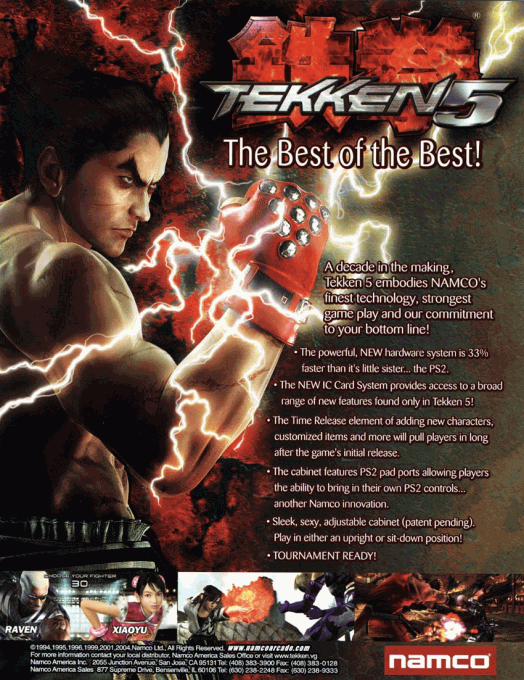 鉄拳
®
TEKKEN 5
The Best of the Best!
A decade in the making,
Tekken 5 embodies NAMCO's
finest technology, strongest
game play and our commitment
to your bottom line!
• The powerful, NEW hardware system is 33%
faster than it's little sister... the PS2.
• The NEW IC Card System provides access to a broad
range of new features found only in Tekken 5!
• The Time Release element of adding new characters,
customized items and more will pull players in long
after the game's initial release.
• The cabinet features PS2 pad ports allowing players
the ability to bring in their own PS2 controls...
another Namco innovation.
• Sleek, sexy, adjustable cabinet (patent pending).
Play in either an upright or sit-down position!
• TOURNAMENT READY!
CHOOSE YOUR FIGHTER
30
RAVEN
XIAOYU
©1994,1995,1996,1999,2001,2004,Namco Ltd., All Rights Reserved. www.namcoarcade.com
For more information contact your local distributor, Namco America Sales Office or visit www.tekken.vg
Namco America Inc. 2055 Junction Avenue, San Jose, CA 95131 Tel: (408) 383-3900 Fax: (408) 383-0128
Namco America Sales 877 Supreme Drive, Bensenville, IL 60106 Tel: (630) 238-2248 Fax: (630) 238-9333
namco